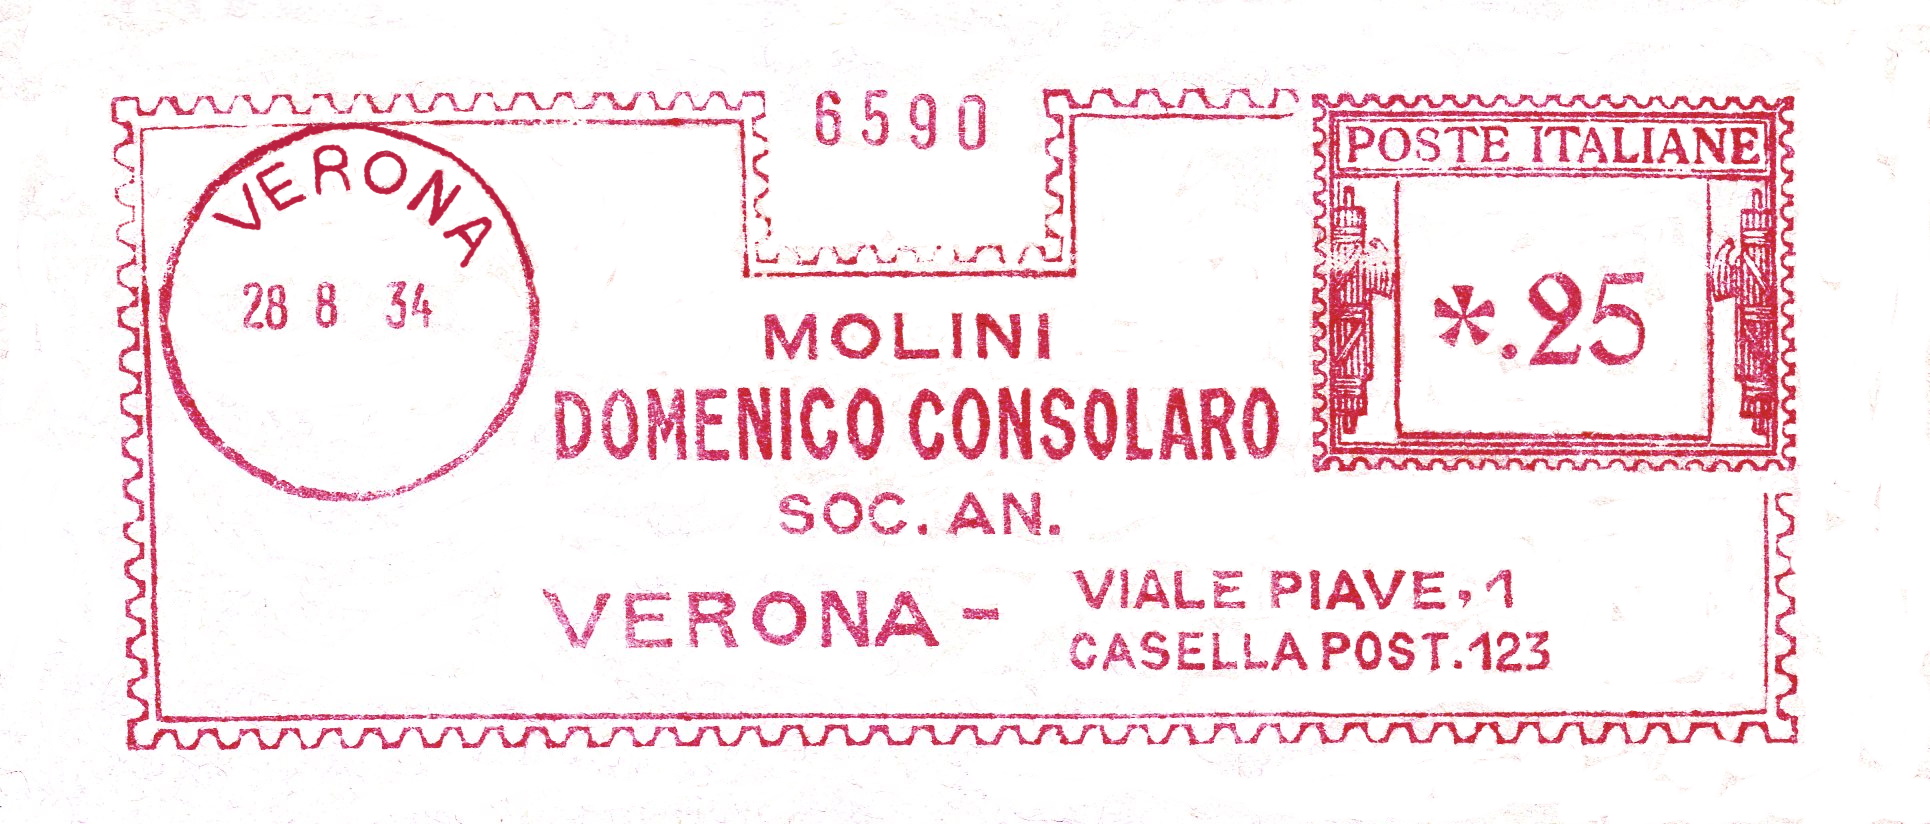 6590
POSTE ITALIANE
VERONA
28 8 34
*.25
MOLINI
DOMENICO CONSOLARO
SOC. AN.
VERONA -
VIALE PIAVE, 1
CASELLA POST. 123